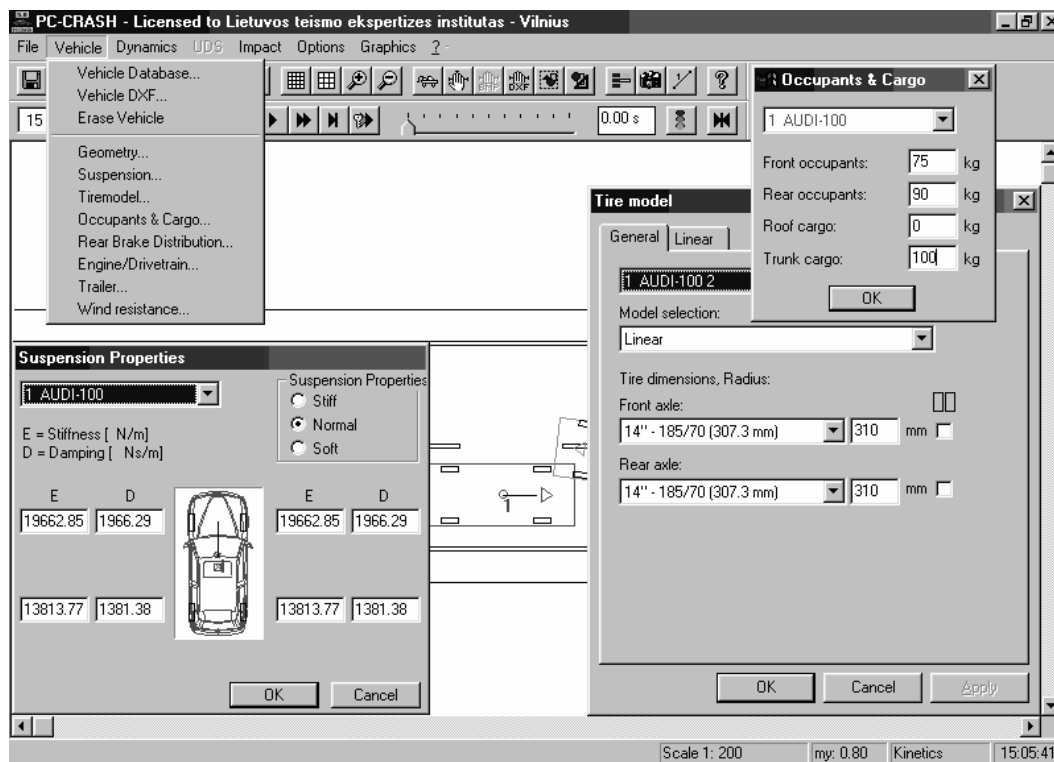 PC-CRASH - Licensed to Lietuvos teismo ekspertizes institutas - Vilnius
File Vehicle Dynamics UDS Impact Options Graphics ?
Vehicle Database...
Vehicle DXF...
Erase Vehicle
Geometry...
Suspension...
Tiremodel...
Occupants & Cargo...
Rear Brake Distribution...
Engine/Drivetrain...
Trailer...
Wind resistance...
DXF
15
0.00 s
Occupants & Cargo
1 AUDI-100
Front occupants: 75 kg
Rear occupants: 90 kg
Roof cargo: 0 kg
Trunk cargo: 100 kg
OK
Tire model
General Linear
1 AUDI-100 2
Model selection:
Linear
Tire dimensions, Radius:
Front axle:
14" - 185/70 (307.3 mm) 310 mm
Rear axle:
14" - 185/70 (307.3 mm) 310 mm
OK Cancel Apply
Suspension Properties
1 AUDI-100
Suspension Properties
Stiff
Normal
Soft
E = Stiffness [ N/m]
D = Damping [ Ns/m]
E D E D
19662.85 1966.29 19662.85 1966.29
13813.77 1381.38 13813.77 1381.38
OK Cancel
1
Scale 1: 200 my: 0.80 Kinetics 15:05:41